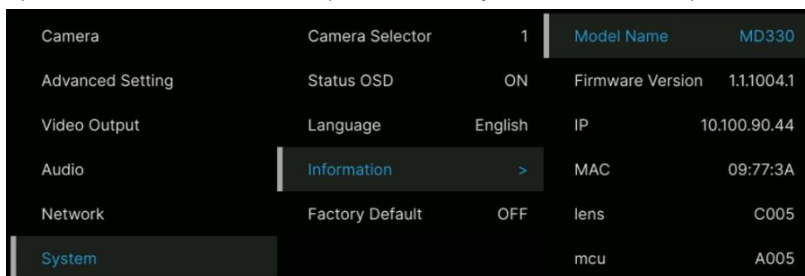 Camera
Advanced Setting
Video Output
Audio
Network
System
Camera Selector 1
Status OSD ON
Language English
Information >
Factory Default OFF
Model Name MD330
Firmware Version 1.1.1004.1
IP 10.100.90.44
MAC 09:77:3A
lens C005
mcu A005